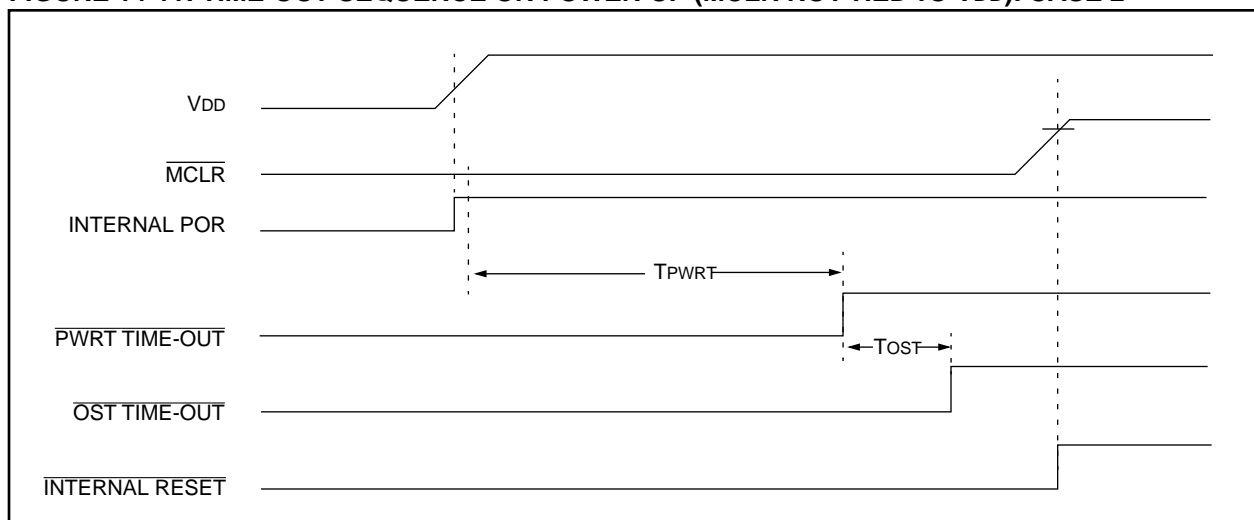 VDD
MCLR
INTERNAL POR
TPWRT
PWRT TIME-OUT
TOST
OST TIME-OUT
INTERNAL RESET